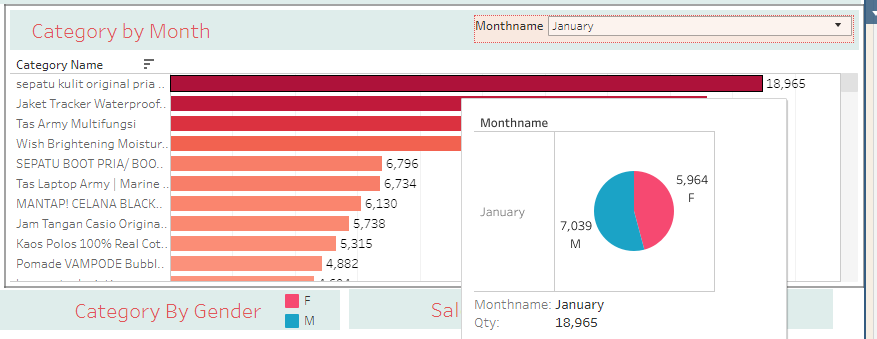 Category by Month
Monthname January
Category Name
sepatu kulit original pria .. 18,965
Jaket Tracker Waterproof..
Tas Army Multifungsi
Wish Brightening Moistur..
SEPATU BOOT PRIA/ BOO.. 6,796
Tas Laptop Army | Marine .. 6,734
MANTAP! CELANA BLACK.. 6,130
Jam Tangan Casio Origina.. 5,738
Kaos Polos 100% Real Cot.. 5,315
Pomade VAMPODE Bubbl.. 4,882
Monthname
January
5,964
F
7,039
M
Monthname: January
Qty: 18,965
Category By Gender
F
M
Sal